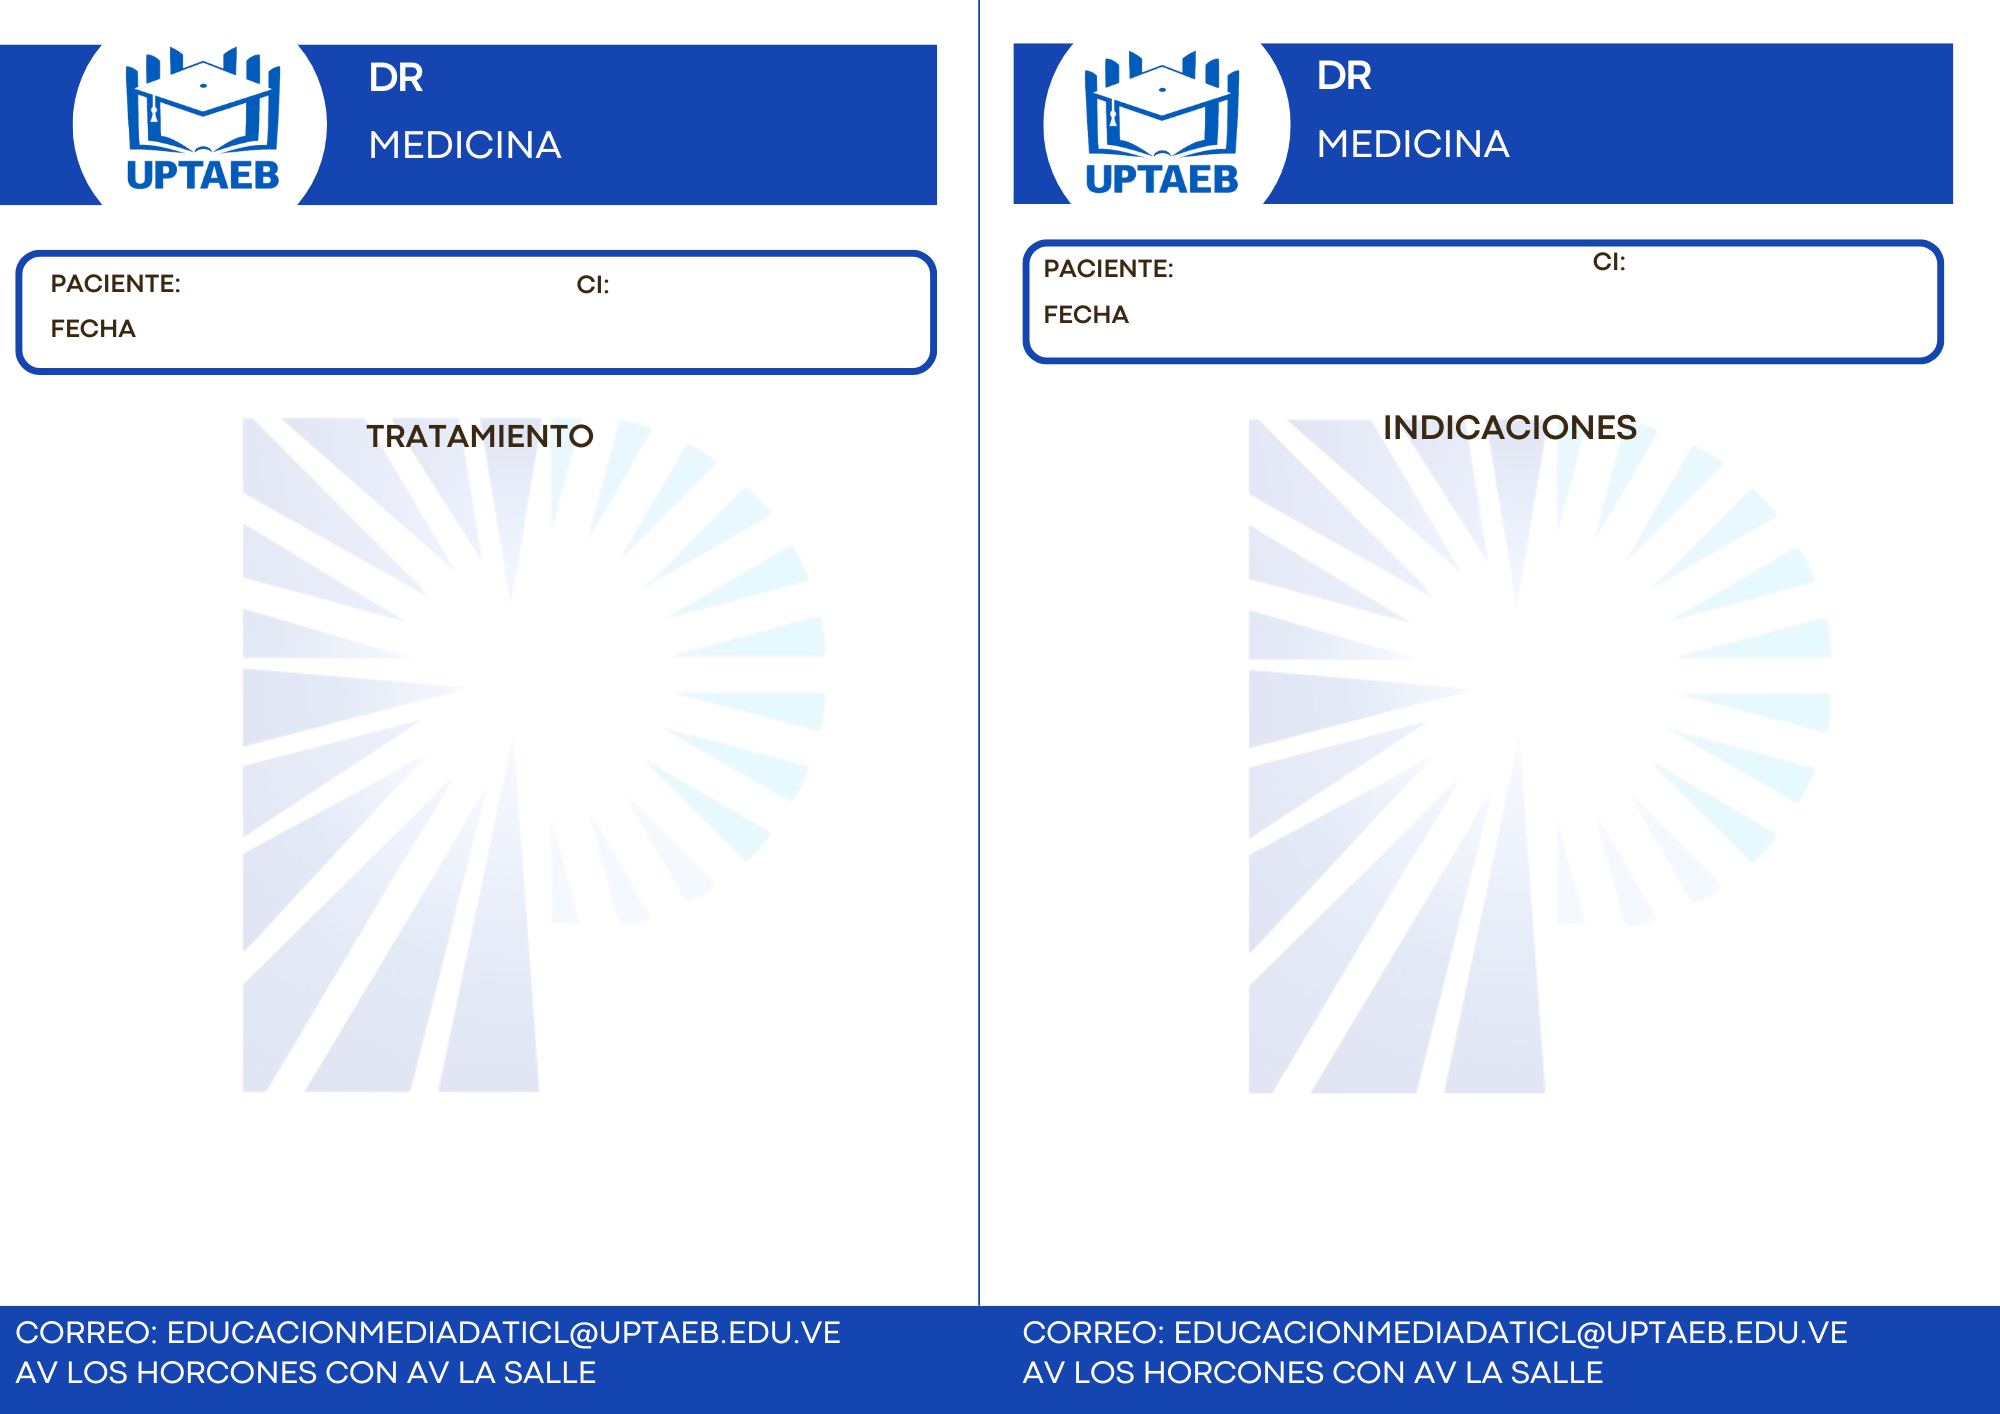 UPTAEB
DR
MEDICINA
PACIENTE: CI:
FECHA
TRATAMIENTO
CORREO: EDUCACIONMEDIADATICL@UPTAEB.EDU.VE
AV LOS HORCONES CON AV LA SALLE
UPTAEB
DR
MEDICINA
PACIENTE: CI:
FECHA
INDICACIONES
CORREO: EDUCACIONMEDIADATICL@UPTAEB.EDU.VE
AV LOS HORCONES CON AV LA SALLE